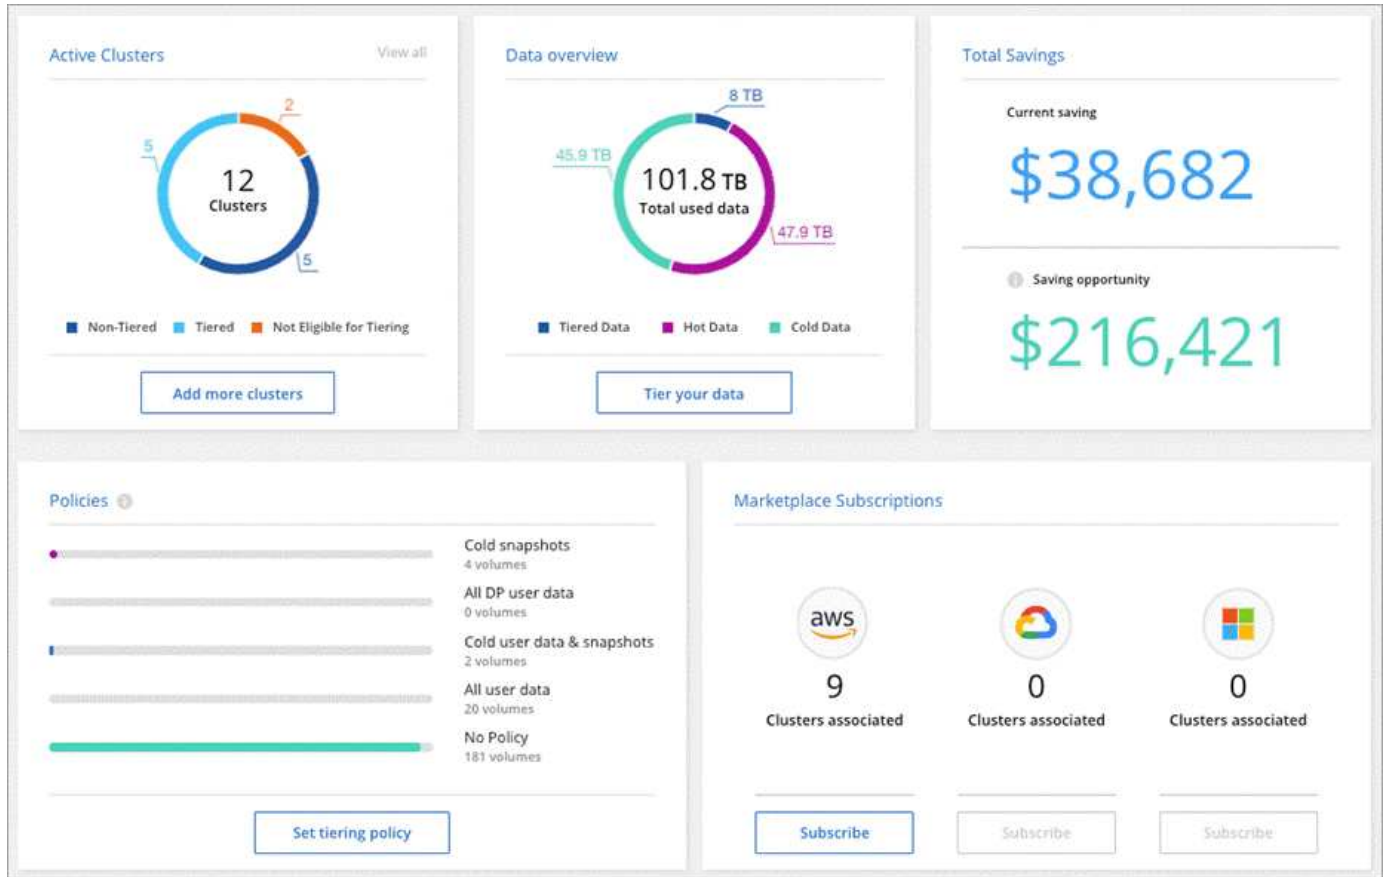 Active Clusters
View all
2
5
12
Clusters
5
Non-Tiered
Tiered
Not Eligible for Tiering
Add more clusters
Data overview
8 TB
45.9 TB
101.8 TB
Total used data
47.9 TB
Tiered Data
Hot Data
Cold Data
Tier your data
Total Savings
Current saving
$38,682
Saving opportunity
$216,421
Policies
Cold snapshots
4 volumes
All DP user data
0 volumes
Cold user data & snapshots
2 volumes
All user data
20 volumes
No Policy
181 volumes
Set tiering policy
Marketplace Subscriptions
aws
9
Clusters associated
Subscribe
0
Clusters associated
Subscribe
0
Clusters associated
Subscribe